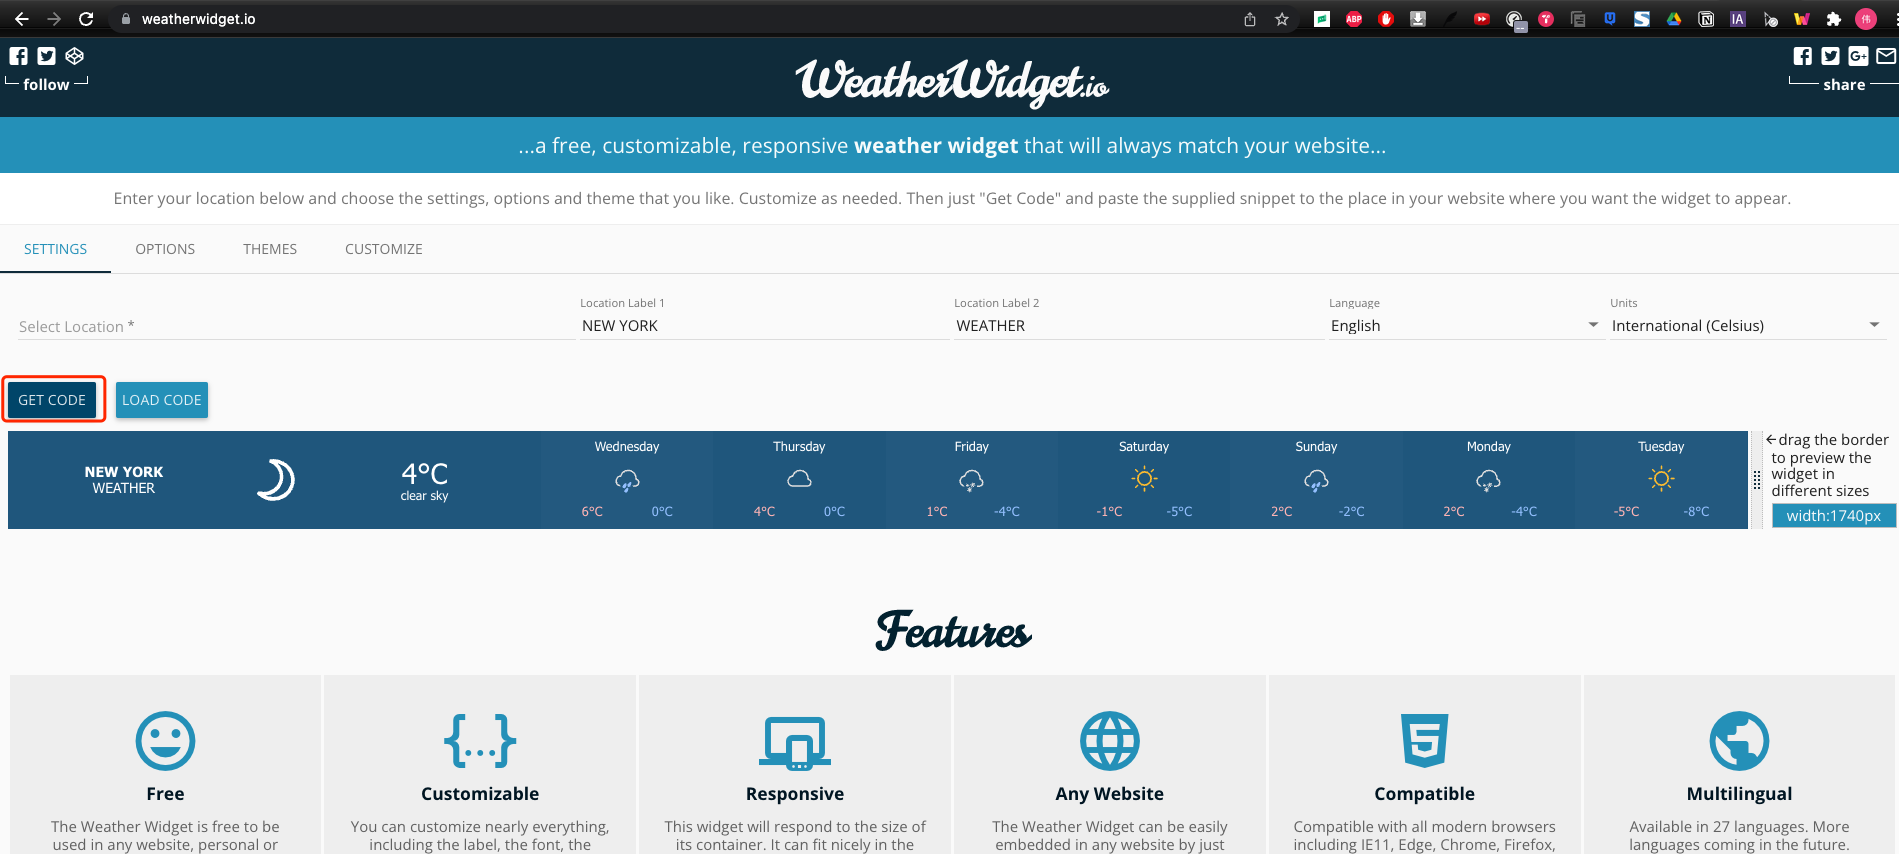 weatherwidget.io
follow
WeatherWidget.io
share
...a free, customizable, responsive weather widget that will always match your website...
Enter your location below and choose the settings, options and theme that you like. Customize as needed. Then just "Get Code" and paste the supplied snippet to the place in your website where you want the widget to appear.
SETTINGS OPTIONS THEMES CUSTOMIZE
Select Location *
Location Label 1
NEW YORK
Location Label 2
WEATHER
Language
English
Units
International (Celsius)
GET CODE LOAD CODE
NEW YORK
WEATHER
4°C
clear sky
Wednesday
6°C 0°C
Thursday
4°C 0°C
Friday
1°C -4°C
Saturday
-1°C -5°C
Sunday
2°C -2°C
Monday
2°C -4°C
Tuesday
-5°C -8°C
drag the border
to preview the
widget in
different sizes
width:1740px
Features
Free
The Weather Widget is free to be
used in any website, personal or
Customizable
You can customize nearly everything,
including the label, the font, the
Responsive
This widget will respond to the size of
its container. It can fit nicely in the
Any Website
The Weather Widget can be easily
embedded in any website by just
Compatible
Compatible with all modern browsers
including IE11, Edge, Chrome, Firefox,
Multilingual
Available in 27 languages. More
languages coming in the future.